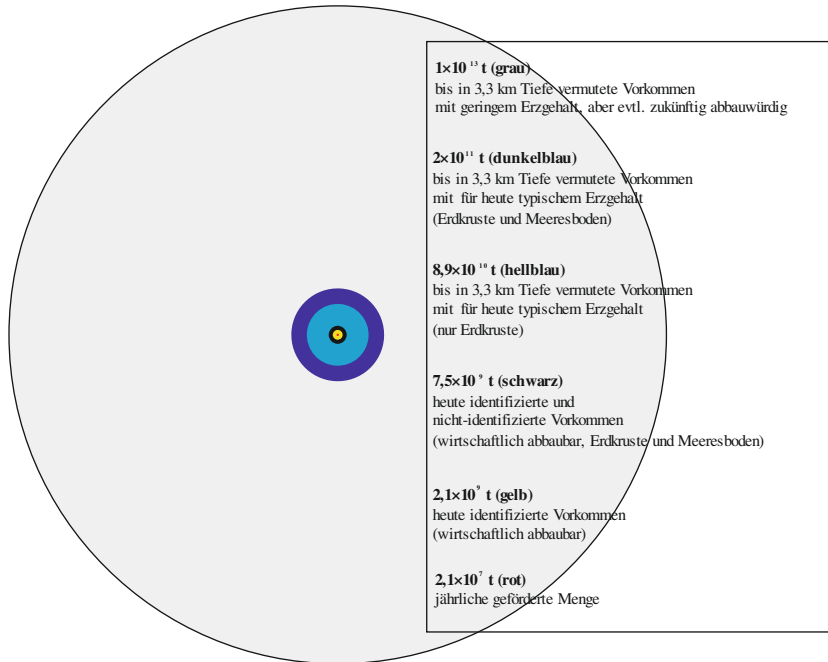 1×10¹³ t (grau)
bis in 3,3 km Tiefe vermutete Vorkommen
mit geringem Erzgehalt, aber evtl. zukünftig abbauwürdig
2×10¹¹ t (dunkelblau)
bis in 3,3 km Tiefe vermutete Vorkommen
mit für heute typischem Erzgehalt
(Erdkruste und Meeresboden)
8,9×10¹⁰ t (hellblau)
bis in 3,3 km Tiefe vermutete Vorkommen
mit für heute typischem Erzgehalt
(nur Erdkruste)
7,5×10⁹ t (schwarz)
heute identifizierte und
nicht-identifizierte Vorkommen
(wirtschaftlich abbaubar, Erdkruste und Meeresboden)
2,1×10⁹ t (gelb)
heute identifizierte Vorkommen
(wirtschaftlich abbaubar)
2,1×10⁷ t (rot)
jährliche geförderte Menge